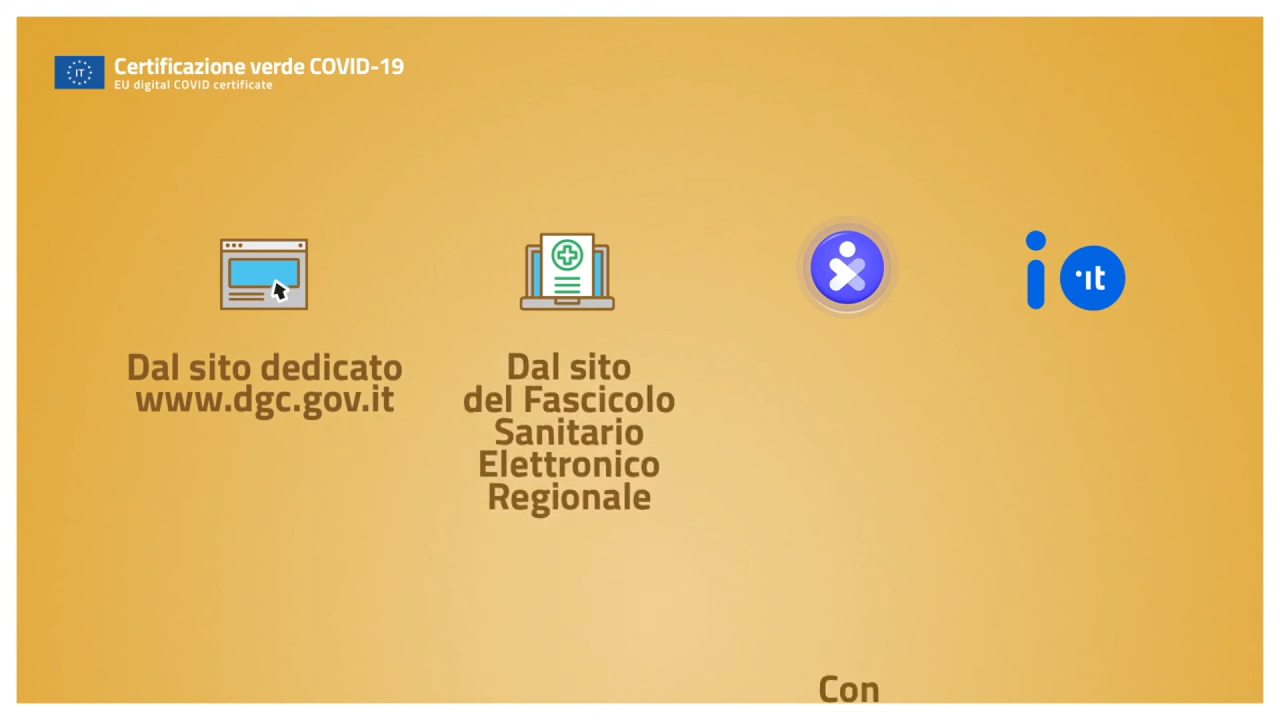 IT
Certificazione verde COVID-19
EU digital COVID certificate
Dal sito dedicato
www.dgc.gov.it
Dal sito
del Fascicolo
Sanitario
Elettronico
Regionale
io
it
Con